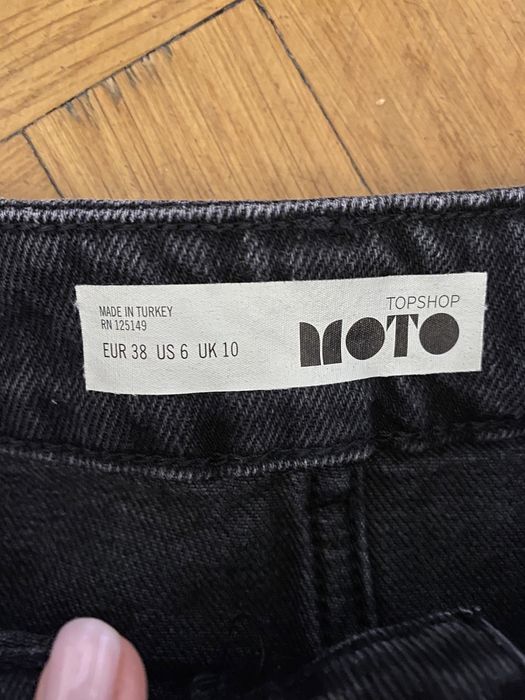 MADE IN TURKEY
RN 125149
EUR 38 US 6 UK 10
TOPSHOP
MOTO